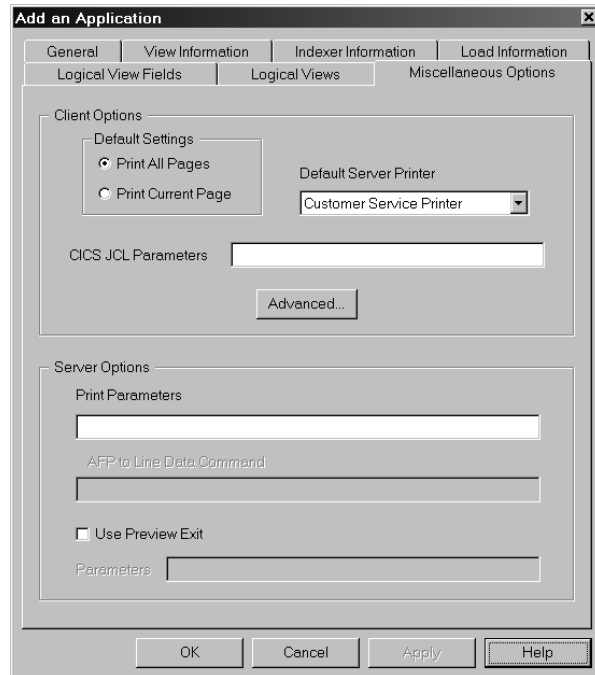 Add an Application
General
View Information
Indexer Information
Load Information
Logical View Fields
Logical Views
Miscellaneous Options
Client Options
Default Settings
Print All Pages
Print Current Page
Default Server Printer
Customer Service Printer
CICS JCL Parameters
Advanced...
Server Options
Print Parameters
AFP to Line Data Command
Use Preview Exit
Parameters
OK
Cancel
Apply
Help